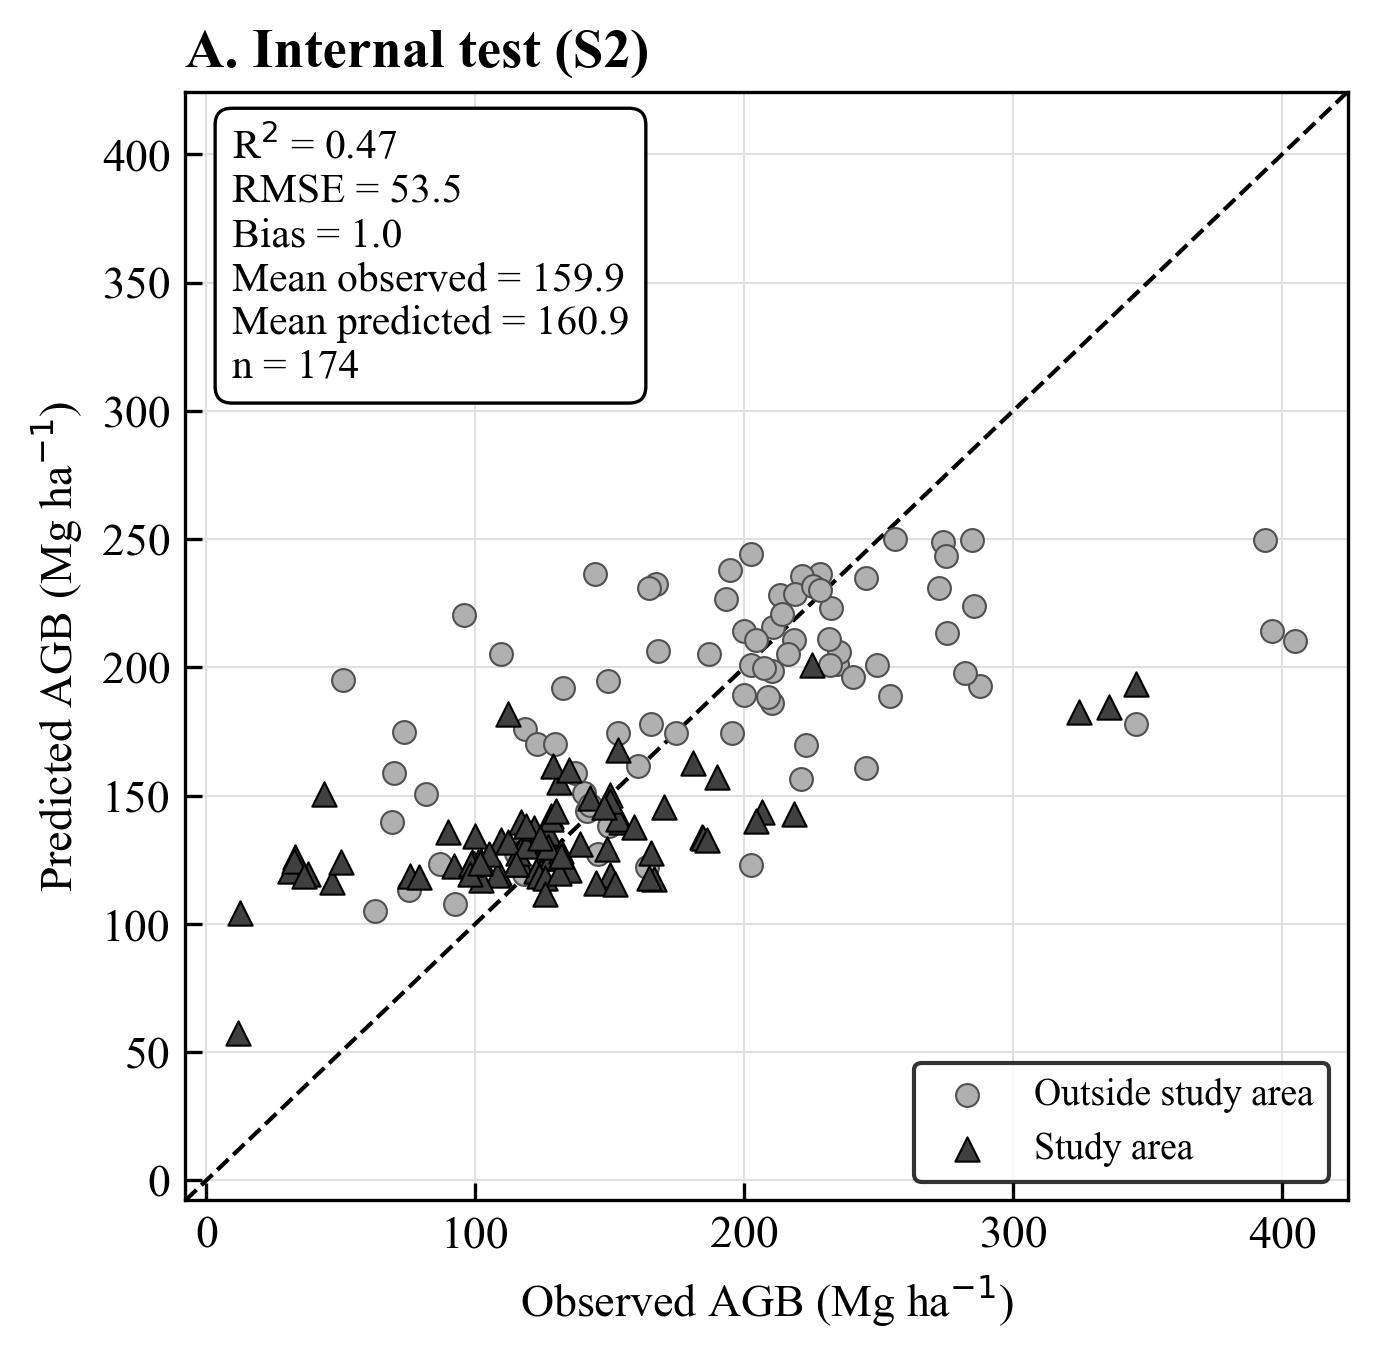 A. Internal test (S2)
R² = 0.47
RMSE = 53.5
Bias = 1.0
Mean observed = 159.9
Mean predicted = 160.9
n = 174
400
350
300
250
200
150
100
50
0
Predicted AGB (Mg ha⁻¹)
Outside study area
Study area
0 100 200 300 400
Observed AGB (Mg ha⁻¹)